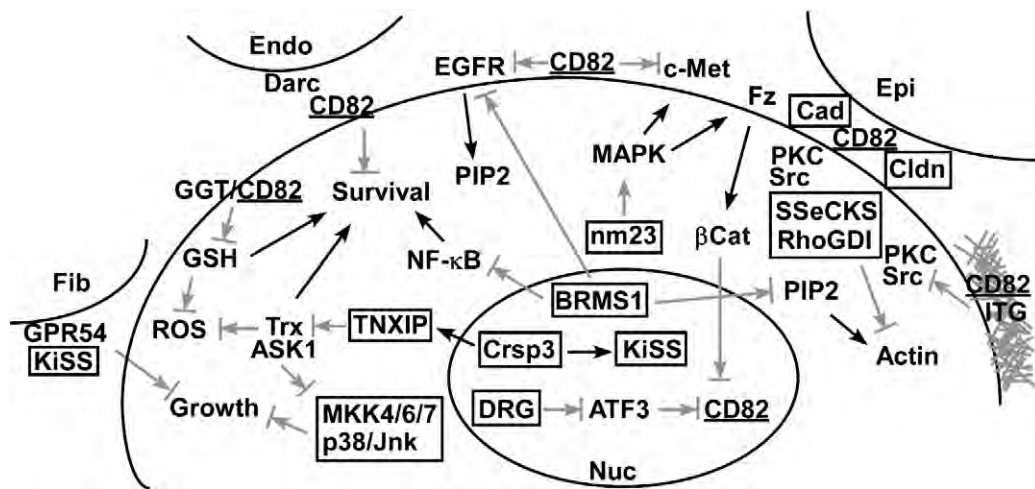 Endo
Darc
CD82
EGFR
CD82
c-Met
Fz
Cad
Epi
CD82
Cldn
MAPK
PKC
Src
PIP2
GGT/CD82
Survival
SSeCKS
RhoGDI
nm23
βCat
GSH
NF-κB
PKC
Src
Fib
BRMS1
PIP2
CD82
ITG
GPR54
KiSS
ROS
Trx
ASK1
TNXIP
Crsp3
KiSS
Actin
Growth
MKK4/6/7
p38/Jnk
DRG
ATF3
CD82
Nuc